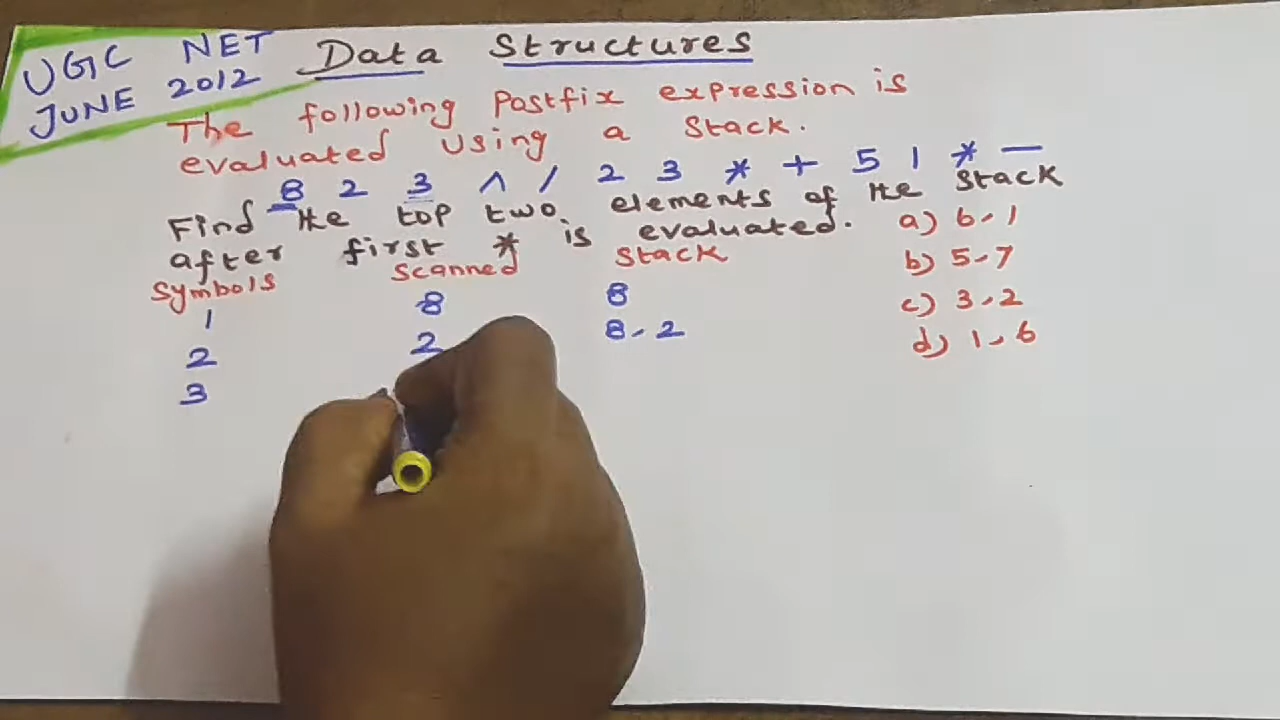 UGC NET
JUNE 2012
Data Structures
The following Postfix expression is
evaluated using a stack.
8 2 3 ^ / 2 3 * + 5 1 * -
Find the top two elements of the stack
after first * is evaluated.
a) 6, 1
b) 5, 7
c) 3, 2
d) 1, 6
Symbols Scanned Stack
1 8 8
2 2 8, 2
3